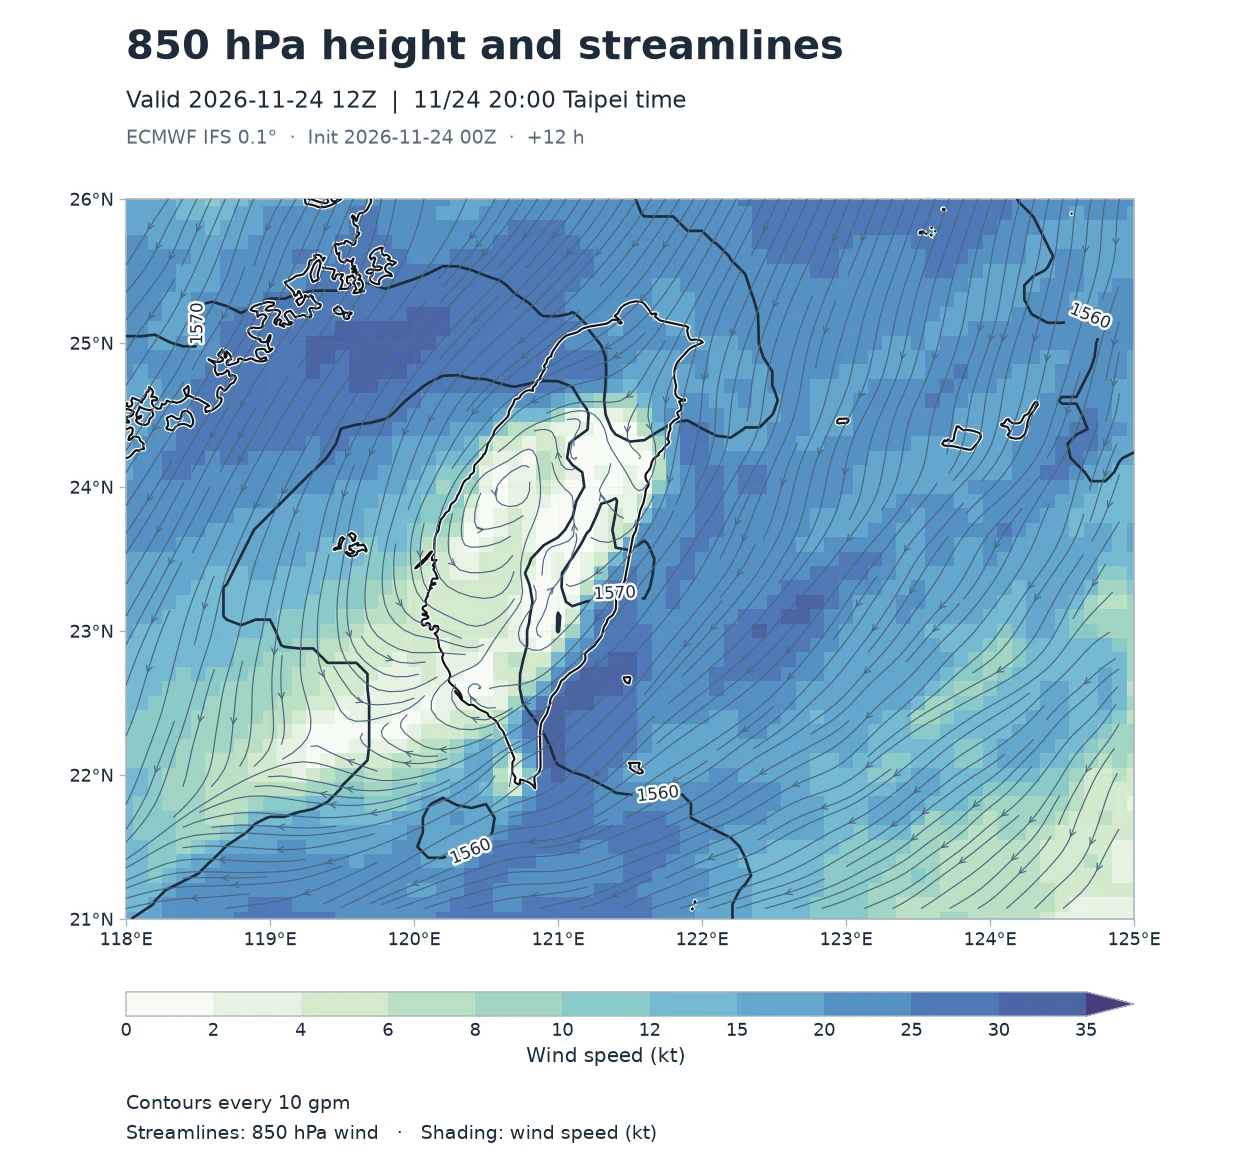 850 hPa height and streamlines
Valid 2026-11-24 12Z | 11/24 20:00 Taipei time
ECMWF IFS 0.1° · Init 2026-11-24 00Z · +12 h
26°N
25°N
24°N
23°N
22°N
21°N
1570
1560
1570
1560
1560
118°E 119°E 120°E 121°E 122°E 123°E 124°E 125°E
0 2 4 6 8 10 12 15 20 25 30 35
Wind speed (kt)
Contours every 10 gpm
Streamlines: 850 hPa wind · Shading: wind speed (kt)